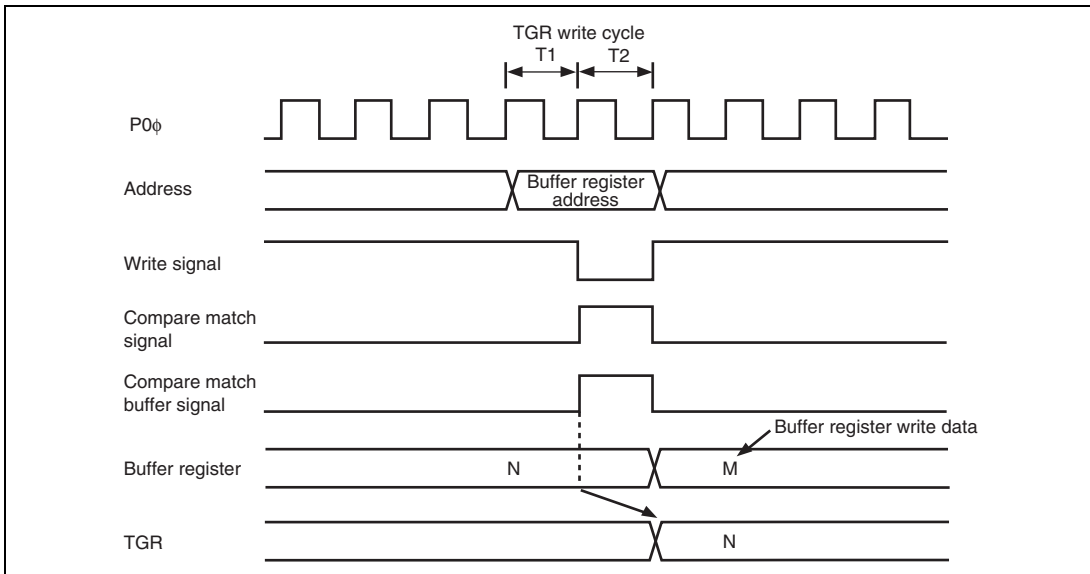 TGR write cycle
T1 T2
P0ϕ
Address
Buffer register
address
Write signal
Compare match
signal
Compare match
buffer signal
Buffer register write data
Buffer register N M
TGR N